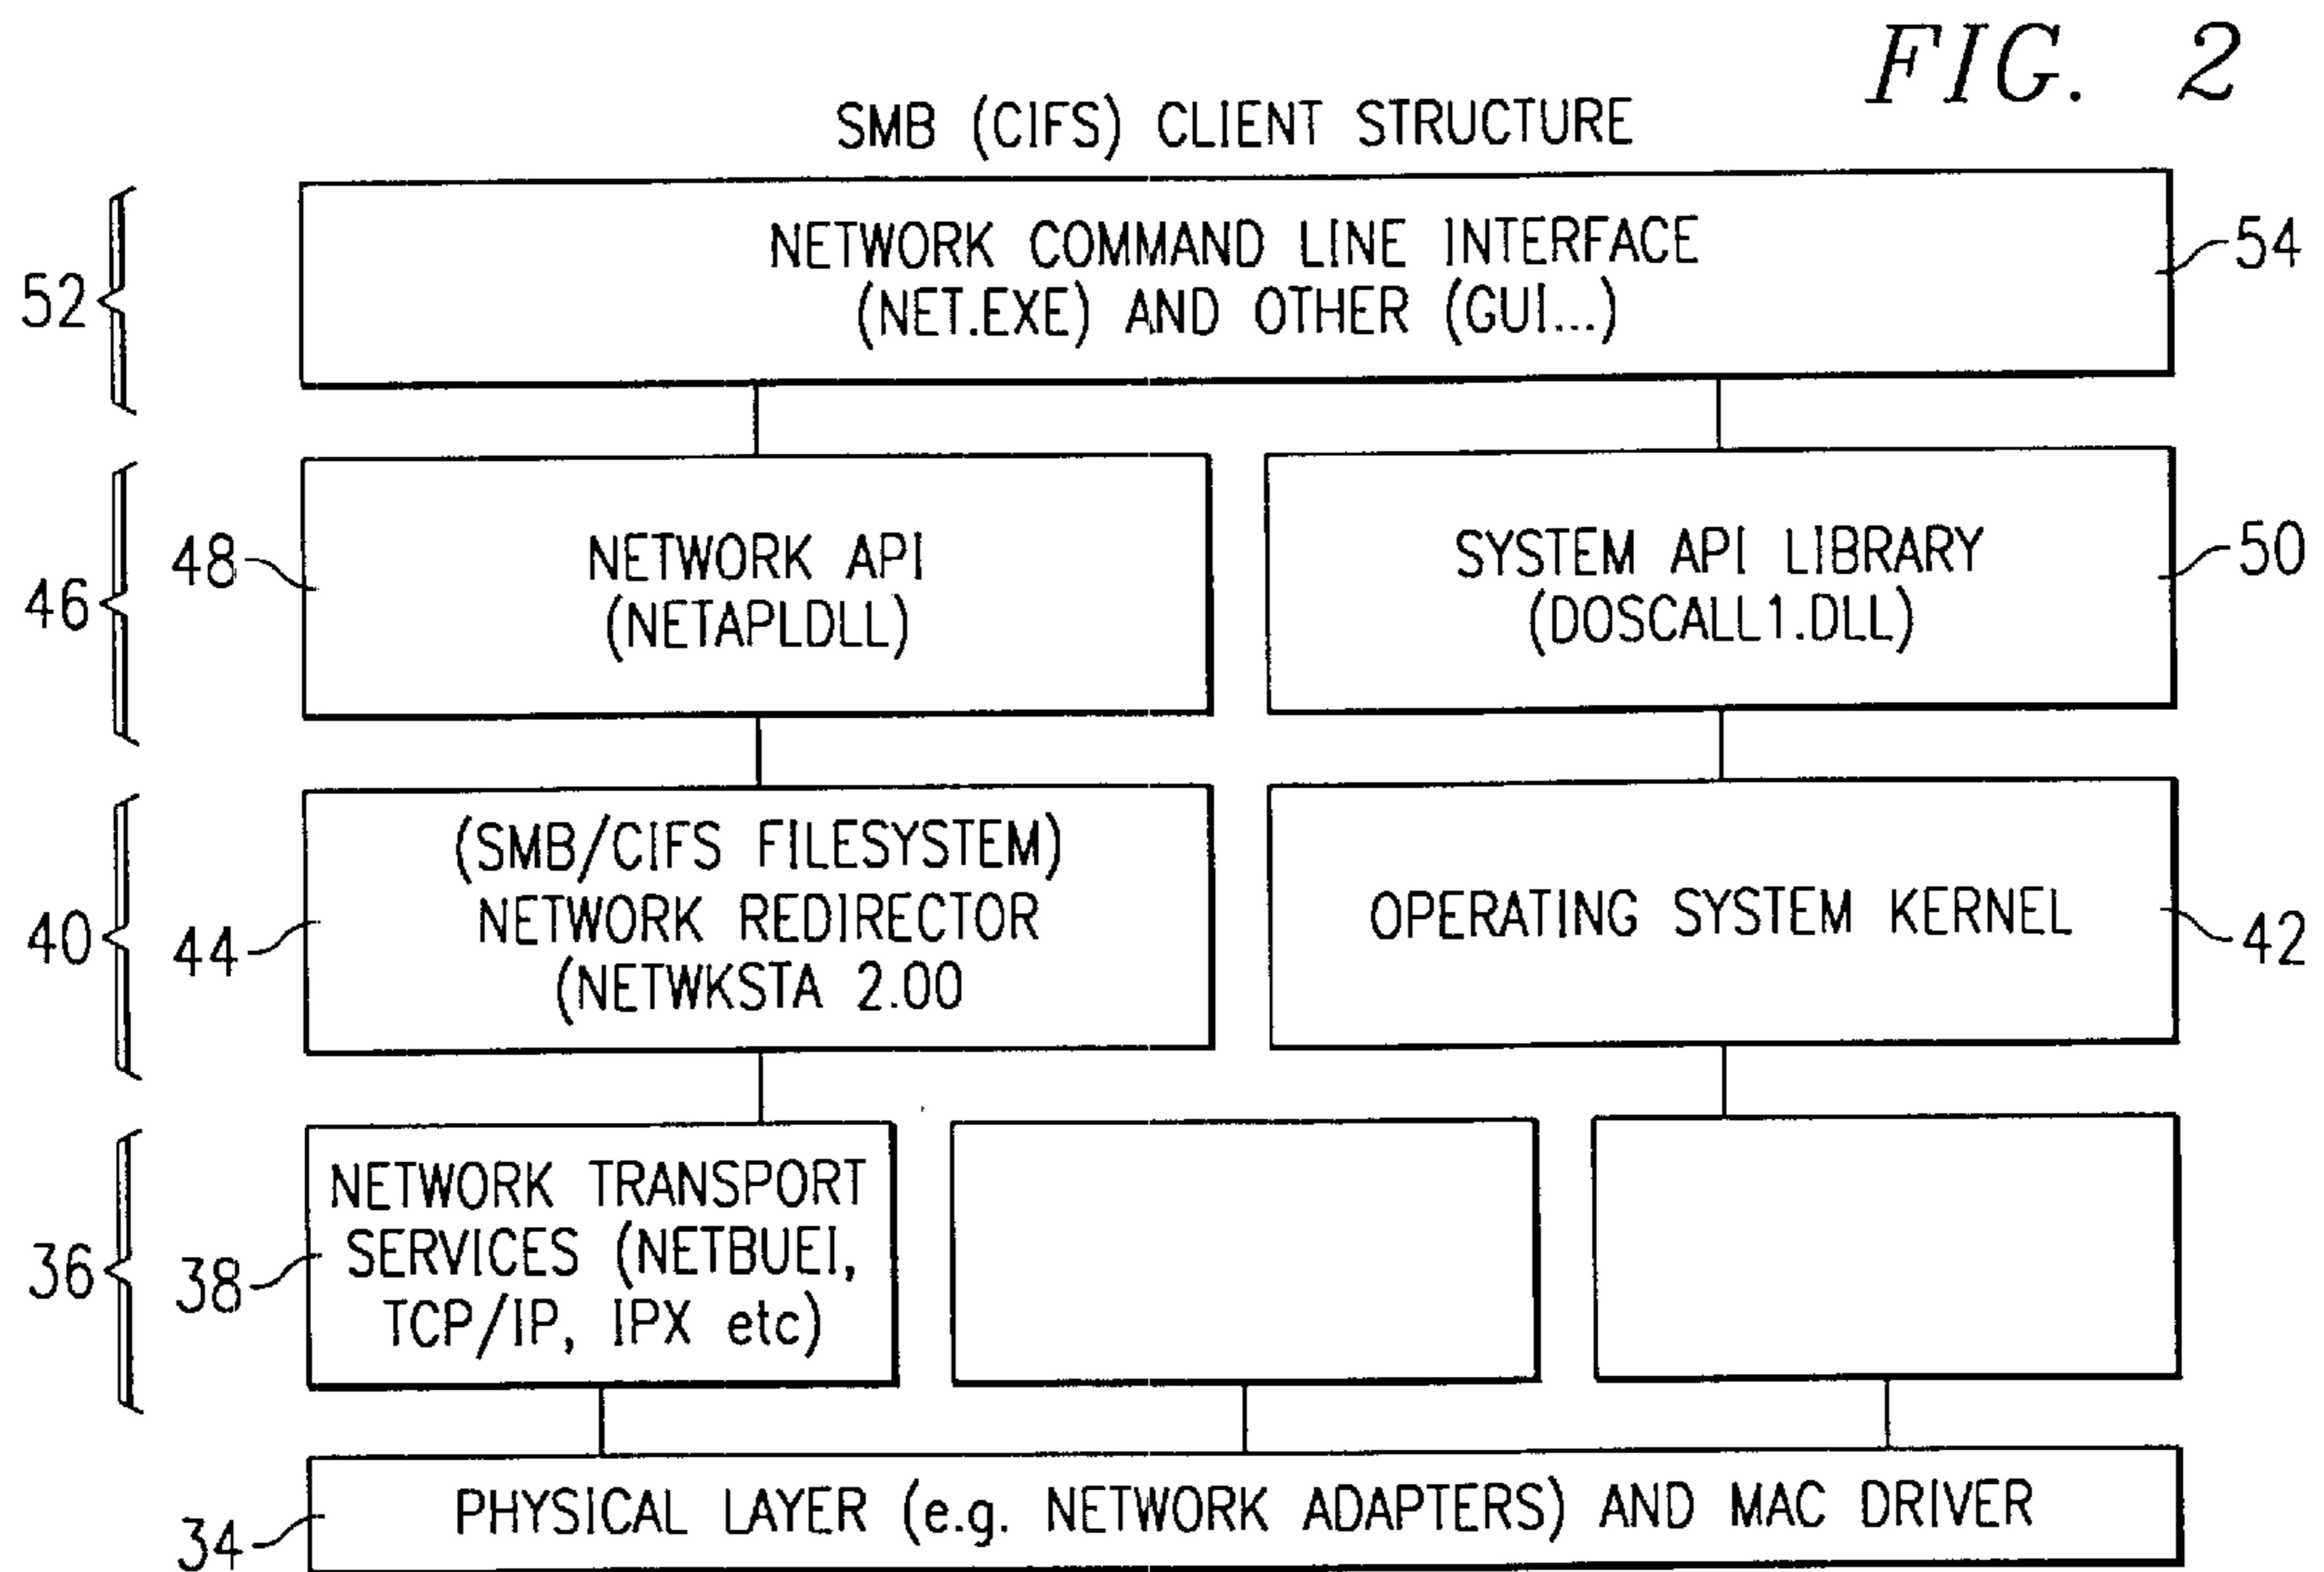 FIG. 2
SMB (CIFS) CLIENT STRUCTURE
52
NETWORK COMMAND LINE INTERFACE
(NET.EXE) AND OTHER (GUI...)
54
46
48
NETWORK API
(NETAPLDLL)
SYSTEM API LIBRARY
(DOSCALL1.DLL)
50
40
44
(SMB/CIFS FILESYSTEM)
NETWORK REDIRECTOR
(NETWKSTA 2.00
OPERATING SYSTEM KERNEL
42
36
38
NETWORK TRANSPORT
SERVICES (NETBUEI,
TCP/IP, IPX etc)
34
PHYSICAL LAYER (e.g. NETWORK ADAPTERS) AND MAC DRIVER